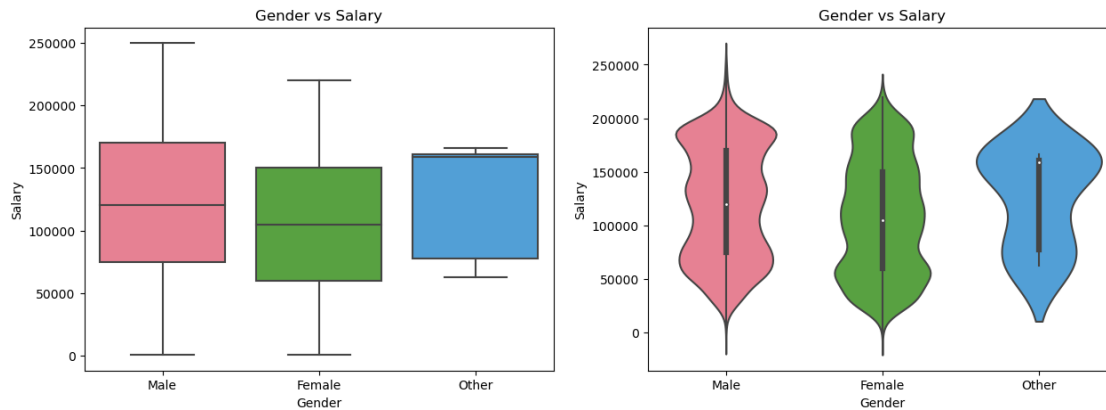 Gender vs Salary
250000
200000
150000
100000
50000
0
Salary
Male
Female
Other
Gender
Gender vs Salary
250000
200000
150000
100000
50000
0
Salary
Male
Female
Other
Gender